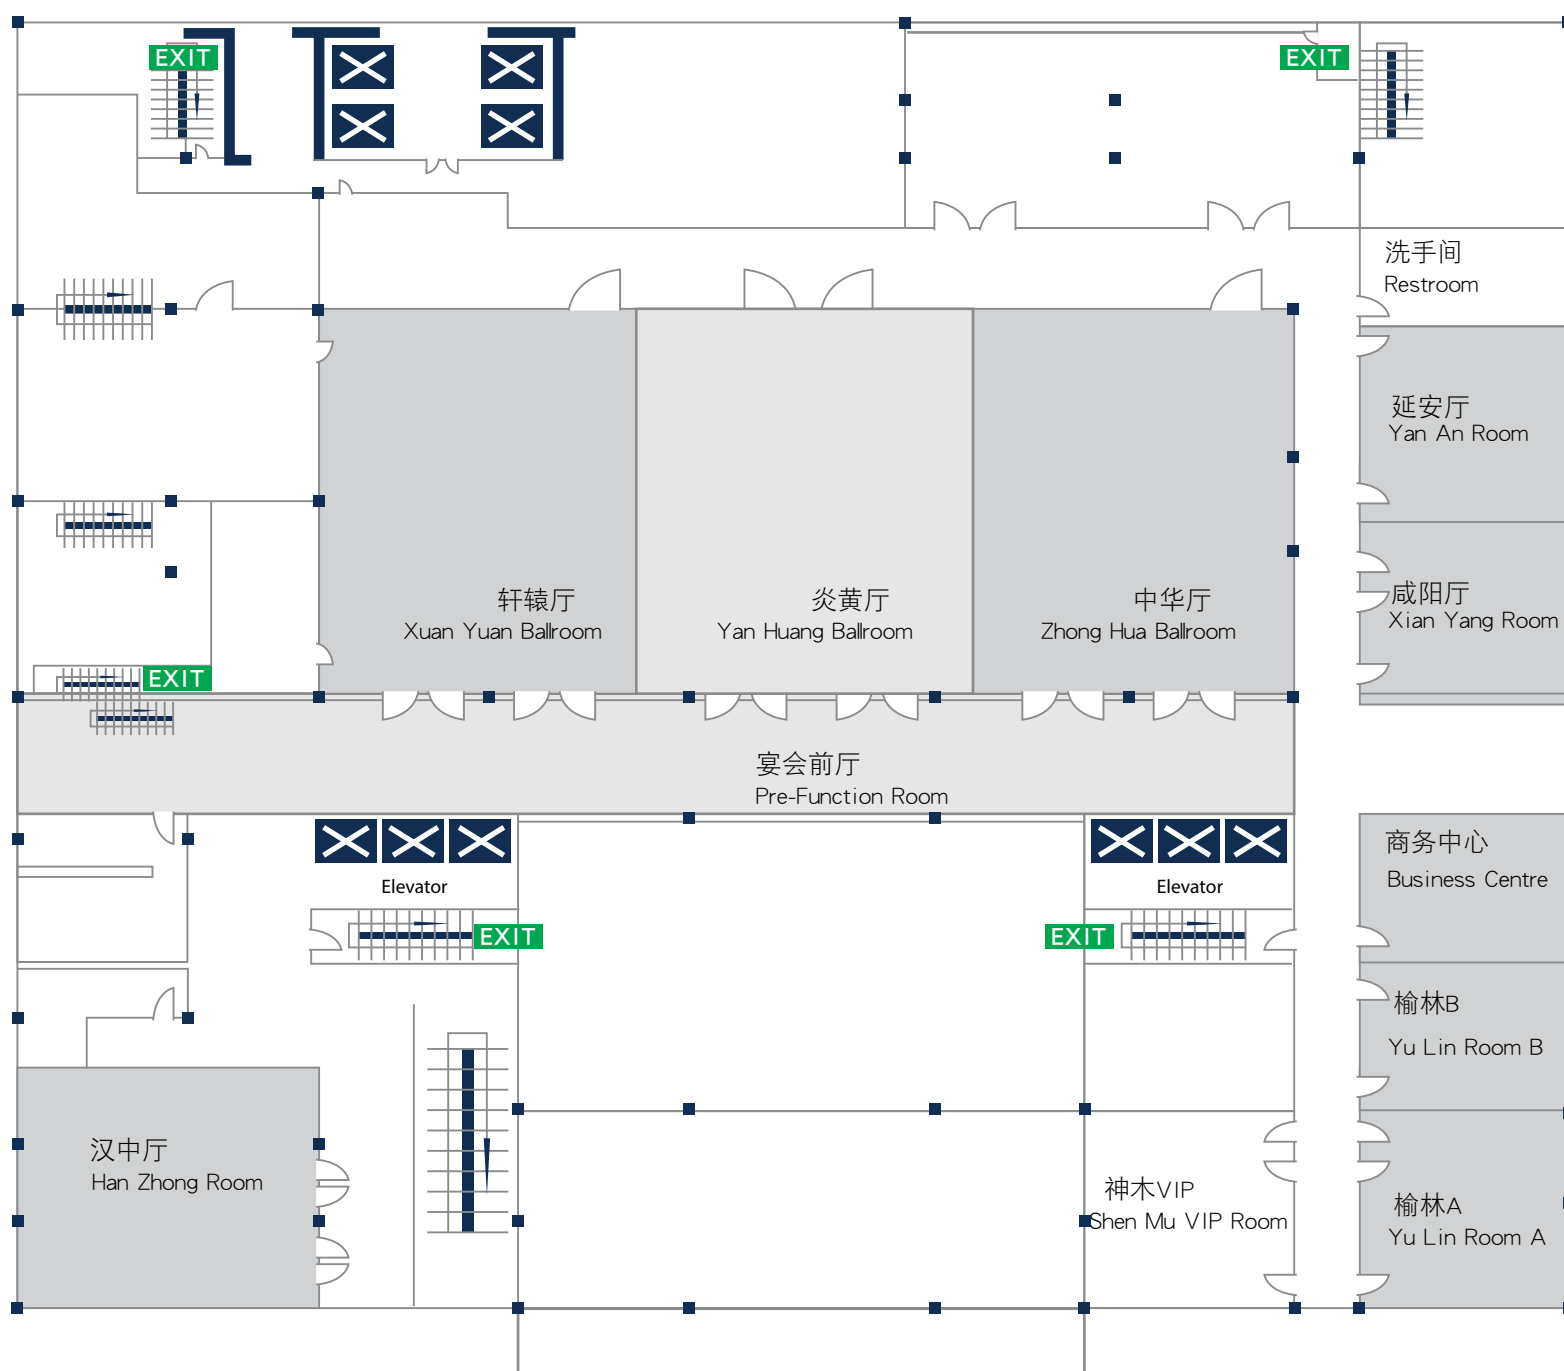 EXIT
EXIT
洗手间
Restroom
延安厅
Yan An Room
轩辕厅
Xuan Yuan Ballroom
炎黄厅
Yan Huang Ballroom
中华厅
Zhong Hua Ballroom
咸阳厅
Xian Yang Room
EXIT
宴会前厅
Pre-Function Room
Elevator
Elevator
商务中心
Business Centre
EXIT
EXIT
榆林B
Yu Lin Room B
汉中厅
Han Zhong Room
神木VIP
Shen Mu VIP Room
榆林A
Yu Lin Room A